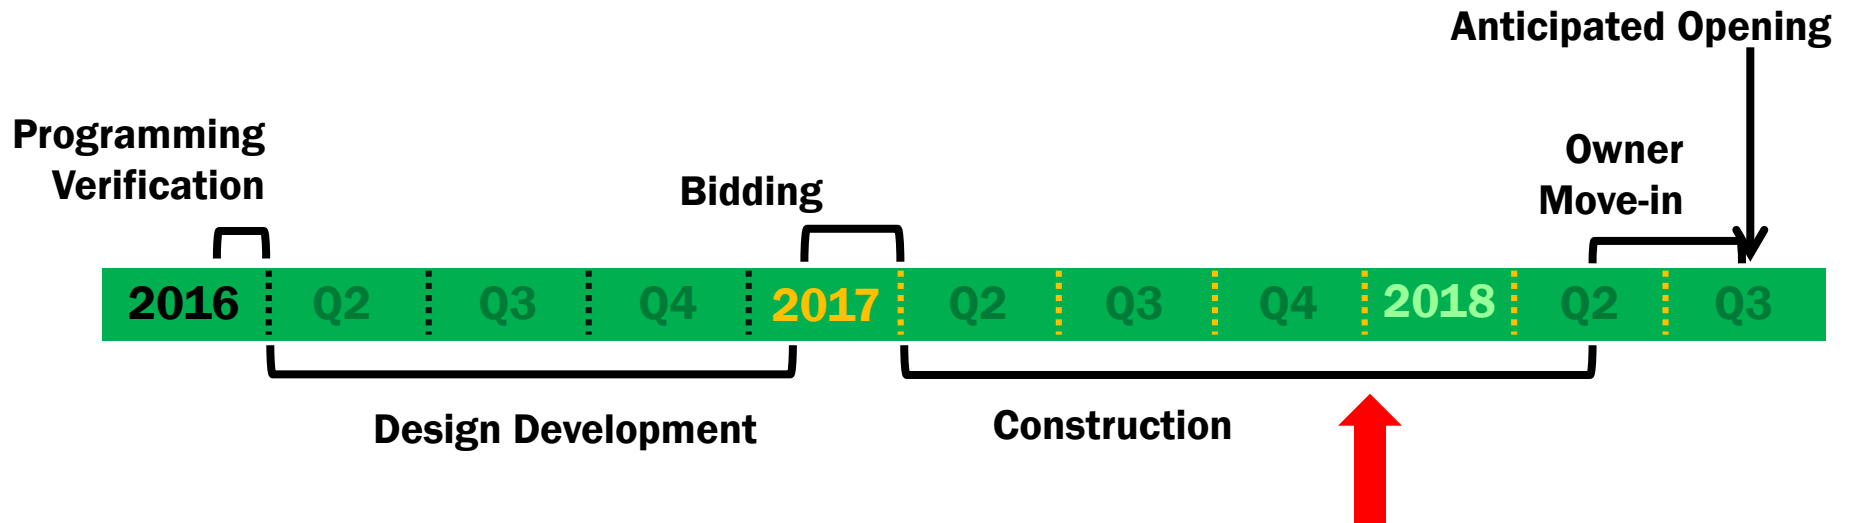 Anticipated Opening
Programming
Verification
Bidding
Owner
Move-in
2016 Q2 Q3 Q4 2017 Q2 Q3 Q4 2018 Q2 Q3
Design Development
Construction